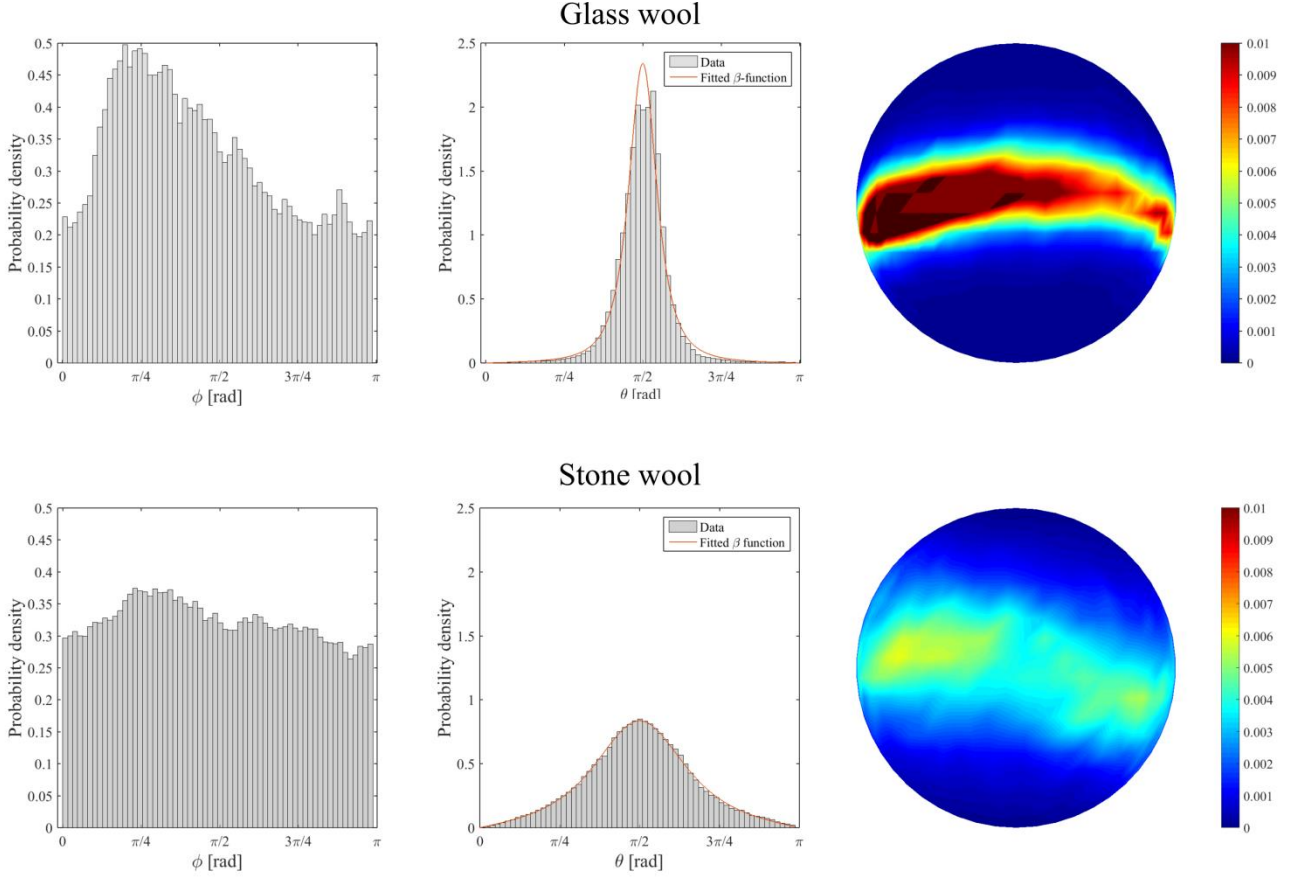 Glass wool
0.5
0.45
0.4
0.35
0.3
0.25
0.2
0.15
0.1
0.05
0
Probability density
0
π/4
π/2
3π/4
π
ϕ [rad]
2.5
2
1.5
1
0.5
0
Probability density
Data
Fitted β-function
0
π/4
π/2
3π/4
π
θ [rad]
0.01
0.009
0.008
0.007
0.006
0.005
0.004
0.003
0.002
0.001
0
Stone wool
0.5
0.45
0.4
0.35
0.3
0.25
0.2
0.15
0.1
0.05
0
Probability density
0
π/4
π/2
3π/4
π
ϕ [rad]
2.5
2
1.5
1
0.5
0
Probability density
Data
Fitted β function
0
π/4
π/2
3π/4
π
θ [rad]
0.01
0.009
0.008
0.007
0.006
0.005
0.004
0.003
0.002
0.001
0